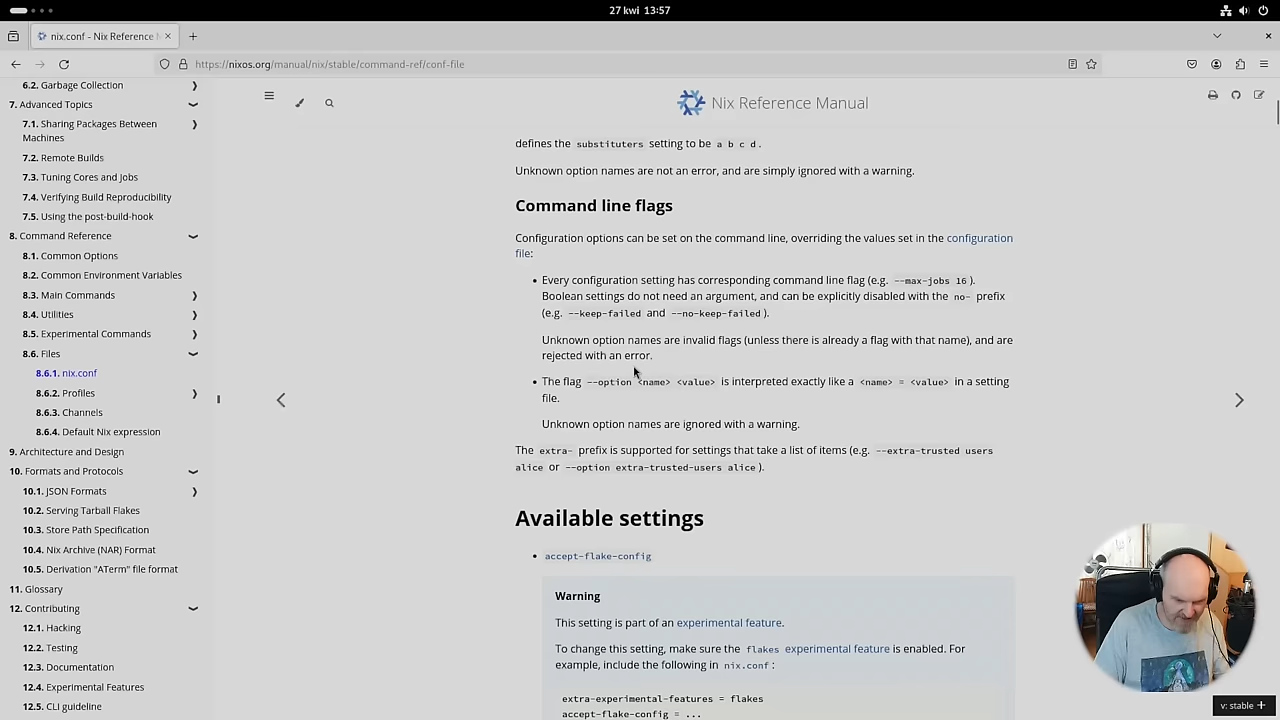 27 kwi 13:57
nix.conf - Nix Reference
https://nixos.org/manual/nix/stable/command-ref/conf-file
6.2. Garbage Collection
7. Advanced Topics
7.1. Sharing Packages Between
Machines
7.2. Remote Builds
7.3. Tuning Cores and Jobs
7.4. Verifying Build Reproducibility
7.5. Using the post-build-hook
8. Command Reference
8.1. Common Options
8.2. Common Environment Variables
8.3. Main Commands
8.4. Utilities
8.5. Experimental Commands
8.6. Files
8.6.1. nix.conf
8.6.2. Profiles
8.6.3. Channels
8.6.4. Default Nix expression
9. Architecture and Design
10. Formats and Protocols
10.1. JSON Formats
10.2. Serving Tarball Flakes
10.3. Store Path Specification
10.4. Nix Archive (NAR) Format
10.5. Derivation "ATerm" file format
11. Glossary
12. Contributing
12.1. Hacking
12.2. Testing
12.3. Documentation
12.4. Experimental Features
12.5. CLI guideline
Nix Reference Manual
defines the substituters setting to be a b c d.
Unknown option names are not an error, and are simply ignored with a warning.
Command line flags
Configuration options can be set on the command line, overriding the values set in the configuration
file:
• Every configuration setting has corresponding command line flag (e.g. --max-jobs 16).
Boolean settings do not need an argument, and can be explicitly disabled with the no- prefix
(e.g. --keep-failed and --no-keep-failed).
Unknown option names are invalid flags (unless there is already a flag with that name), and are
rejected with an error.
• The flag --option <name> <value> is interpreted exactly like a <name> = <value> in a setting
file.
Unknown option names are ignored with a warning.
The extra- prefix is supported for settings that take a list of items (e.g. --extra-trusted users
alice or --option extra-trusted-users alice).
Available settings
• accept-flake-config
Warning
This setting is part of an experimental feature.
To change this setting, make sure the flakes experimental feature is enabled. For
example, include the following in nix.conf:
extra-experimental-features = flakes
accept-flake-config = ...
v: stable +